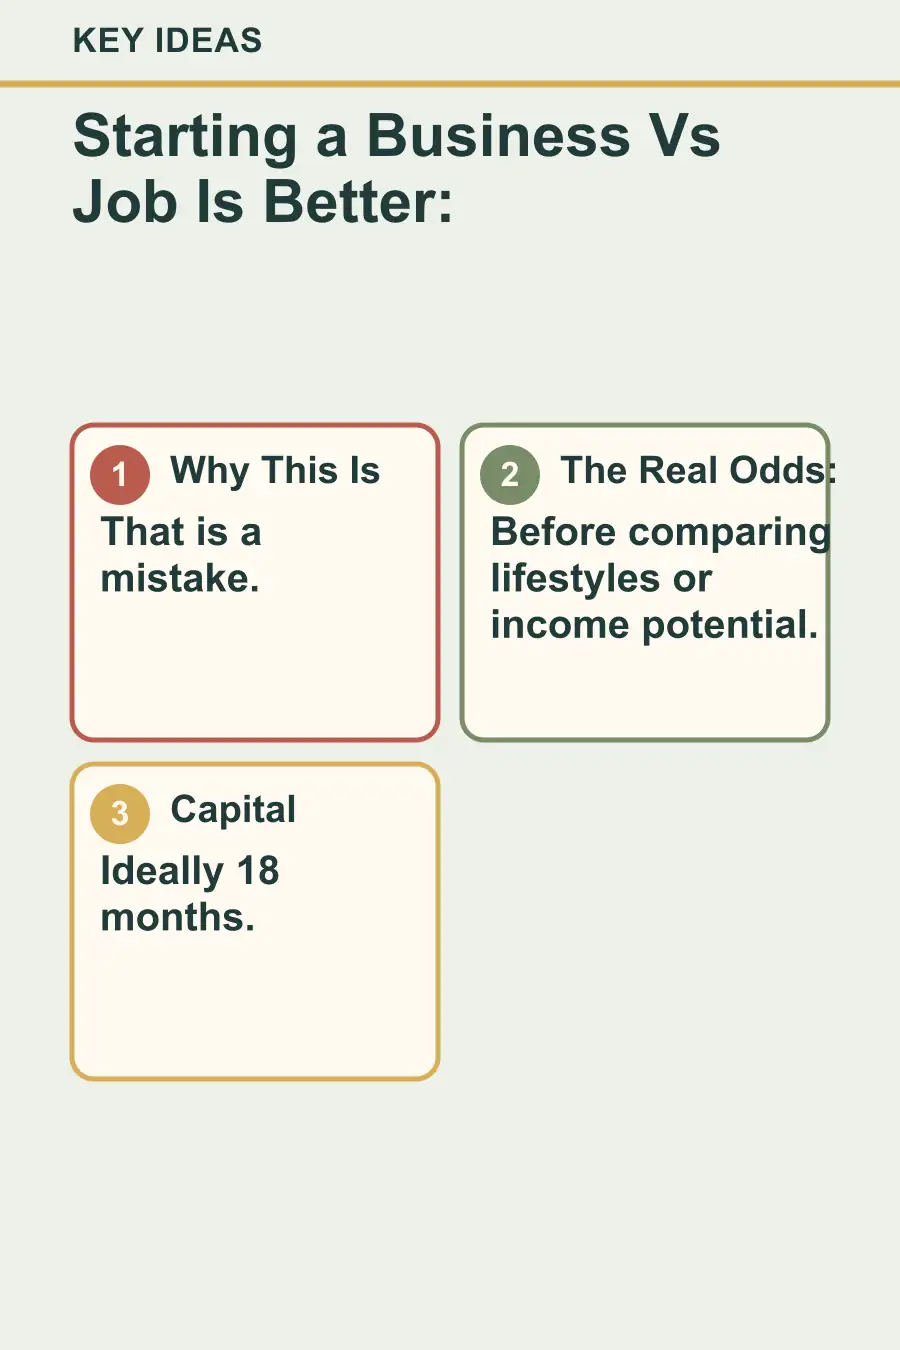 KEY IDEAS
Starting a Business Vs
Job Is Better:
1 Why This Is
That is a
mistake.
2 The Real Odds:
Before comparing
lifestyles or
income potential.
3 Capital
Ideally 18
months.